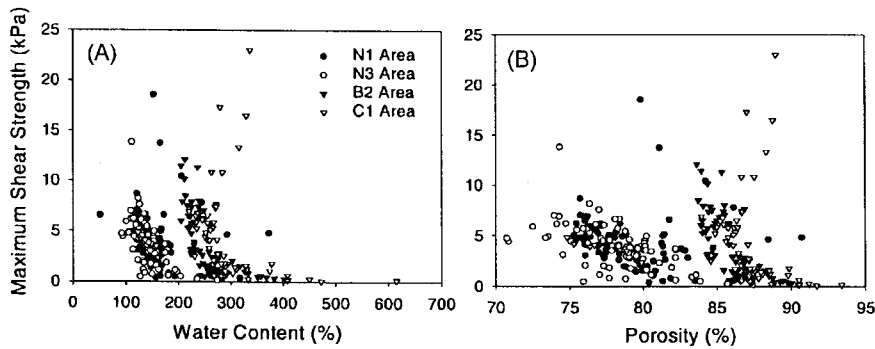 Maximum Shear Strength (kPa)
25
20
15
10
5
0
(A)
N1 Area
N3 Area
B2 Area
C1 Area
0 100 200 300 400 500 600 700
Water Content (%)
25
20
15
10
5
0
(B)
70 75 80 85 90 95
Porosity (%)